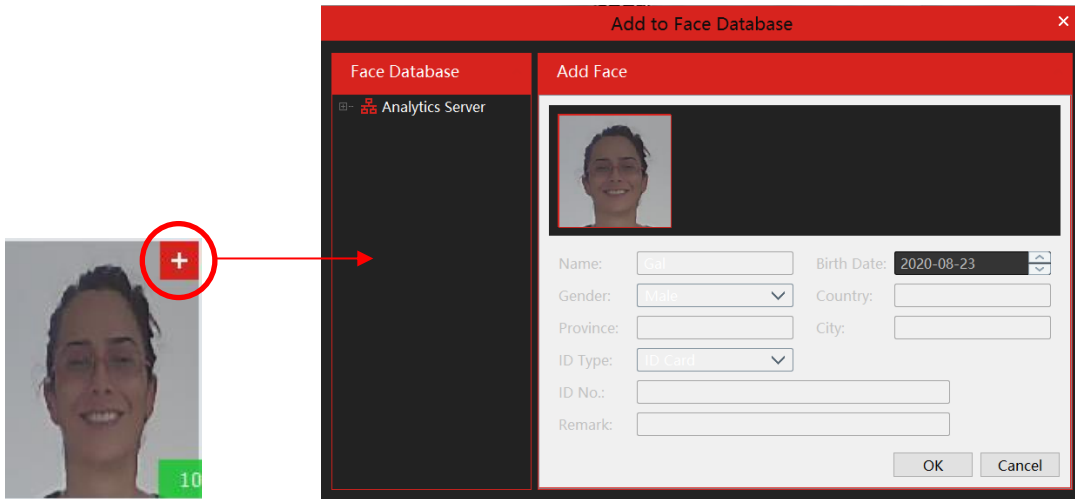 Add to Face Database
Face Database
Add Face
Analytics Server
+
10
Name: Gal Birth Date: 2020-08-23
Gender: Male Country:
Province: City:
ID Type: ID Card
ID No.:
Remark:
OK Cancel